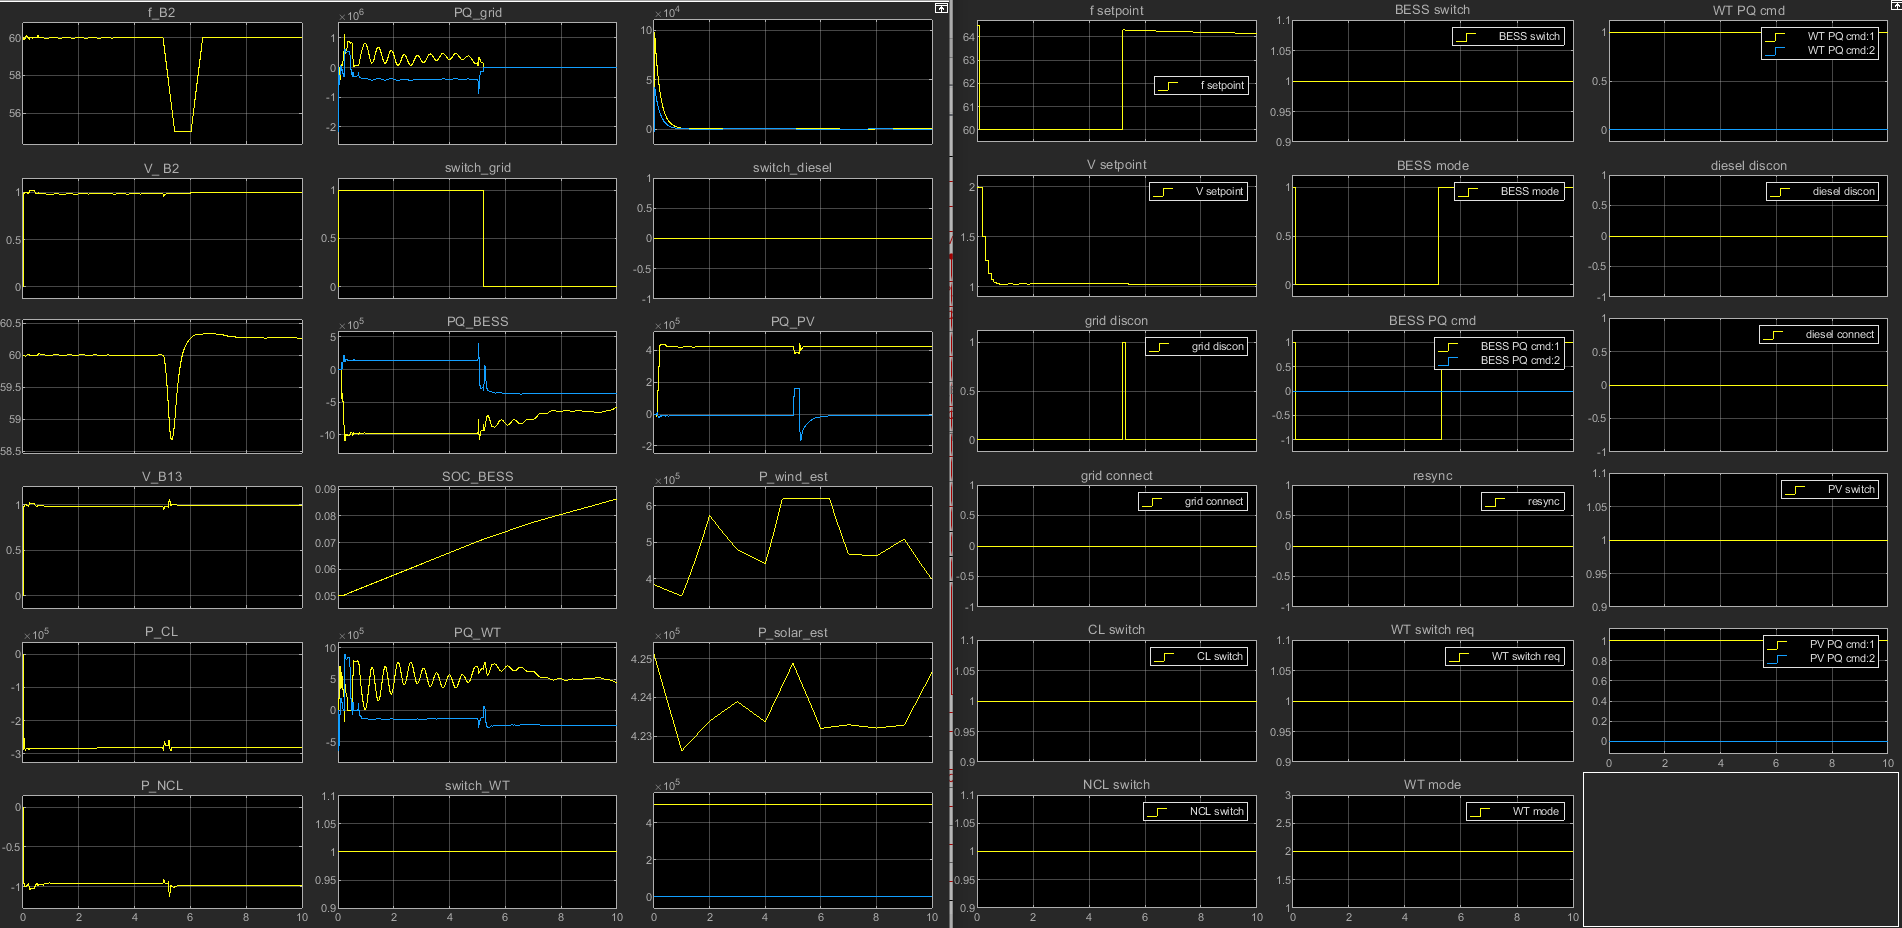 f_B2
60
58
56
PQ_grid
×10^6
1
0
-1
-2
×10^4
10
5
0
V_ B2
1
0.5
0
switch_grid
1
0.5
0
switch_diesel
1
0.5
0
-0.5
-1
60.5
60
59.5
59
58.5
PQ_BESS
×10^5
5
0
-5
-10
PQ_PV
×10^5
4
2
0
-2
V_B13
1
0.5
0
SOC_BESS
0.09
0.08
0.07
0.06
0.05
P_wind_est
×10^5
6
5
4
P_CL
×10^5
0
-1
-2
-3
PQ_WT
×10^5
10
5
0
-5
P_solar_est
×10^5
4.25
4.24
4.23
P_NCL
0
-0.5
-1
0 2 4 6 8 10
switch_WT
1.1
1.05
1
0.95
0.9
0 2 4 6 8 10
×10^5
4
2
0
0 2 4 6 8 10
f setpoint
64
63
62
61
60
f setpoint
BESS switch
1.1
1.05
1
0.95
0.9
BESS switch
WT PQ cmd
1
0.5
0
WT PQ cmd:1
WT PQ cmd:2
V setpoint
2
1.5
1
V setpoint
BESS mode
1
0.5
0
BESS mode
diesel discon
1
0.5
0
-0.5
-1
diesel discon
grid discon
1
0.5
0
grid discon
BESS PQ cmd
1
0.5
0
-0.5
-1
BESS PQ cmd:1
BESS PQ cmd:2
1
0.5
0
-0.5
-1
diesel connect
grid connect
1
0.5
0
-0.5
-1
grid connect
resync
1
0.5
0
-0.5
-1
resync
1.1
1.05
1
0.95
0.9
PV switch
CL switch
1.1
1.05
1
0.95
0.9
CL switch
WT switch req
1.1
1.05
1
0.95
0.9
WT switch req
1
0.8
0.6
0.4
0.2
0
PV PQ cmd:1
PV PQ cmd:2
0 2 4 6 8 10
NCL switch
1.1
1.05
1
0.95
0.9
NCL switch
0 2 4 6 8 10
WT mode
3
2.5
2
1.5
1
WT mode
0 2 4 6 8 10